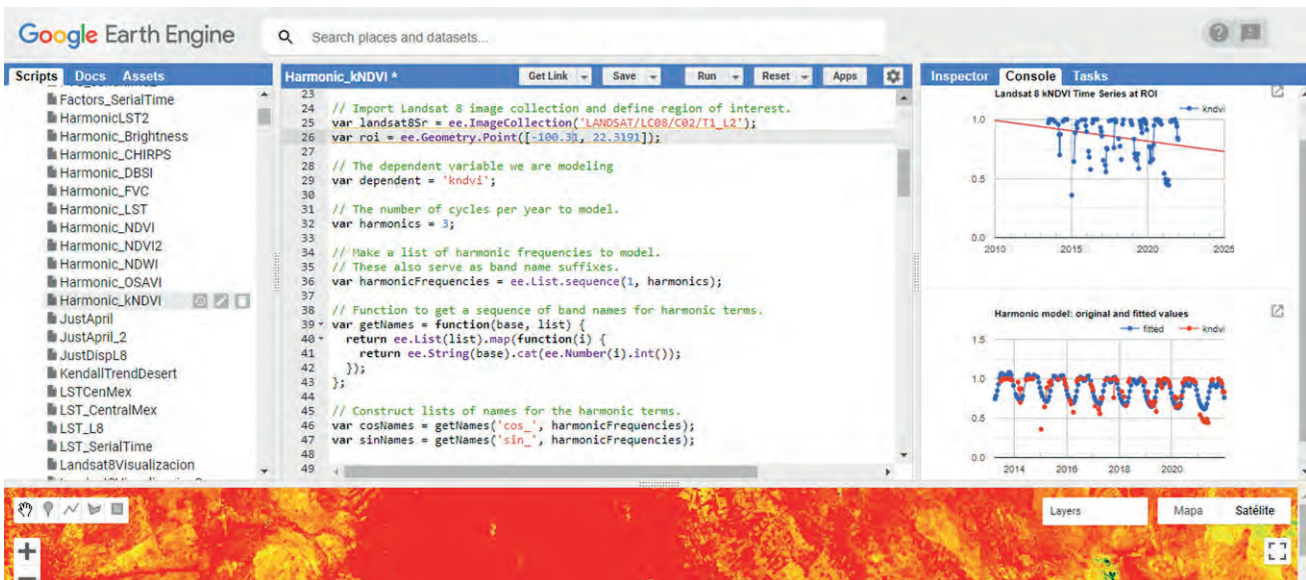 Google Earth Engine
Search places and datasets...
Scripts Docs Assets
Factors_SerialTime
HarmonicLST2
Harmonic_Brightness
Harmonic_CHIRPS
Harmonic_DBSI
Harmonic_FVC
Harmonic_LST
Harmonic_NDVI
Harmonic_NDVI2
Harmonic_NDWI
Harmonic_OSAVI
Harmonic_kNDVI
JustApril
JustApril_2
JustDispL8
KendallTrendDesert
LSTCenMex
LST_CentralMex
LST_L8
LST_SerialTime
Landsat8Visualizacion
Harmonic_kNDVI *
Get Link Save Run Reset Apps
23
24 // Import Landsat 8 image collection and define region of interest.
25 var landsat8Sr = ee.ImageCollection('LANDSAT/LC08/C02/T1_L2');
26 var roi = ee.Geometry.Point([-100.31, 22.3191]);
27
28 // The dependent variable we are modeling
29 var dependent = 'kndvi';
30
31 // The number of cycles per year to model.
32 var harmonics = 3;
33
34 // Make a list of harmonic frequencies to model.
35 // These also serve as band name suffixes.
36 var harmonicFrequencies = ee.List.sequence(1, harmonics);
37
38 // Function to get a sequence of band names for harmonic terms.
39 var getNames = function(base, list) {
40 return ee.List(list).map(function(i) {
41 return ee.String(base).cat(ee.Number(i).int());
42 });
43 };
44
45 // Construct lists of names for the harmonic terms.
46 var cosNames = getNames('cos_', harmonicFrequencies);
47 var sinNames = getNames('sin_', harmonicFrequencies);
48
49
Inspector Console Tasks
Landsat 8 kNDVI Time Series at ROI
kndvi
1.0
0.5
0.0
2010 2015 2020 2025
Harmonic model: original and fitted values
fitted kndvi
1.5
1.0
0.5
0.0
2014 2016 2018 2020
Layers
Mapa Satélite